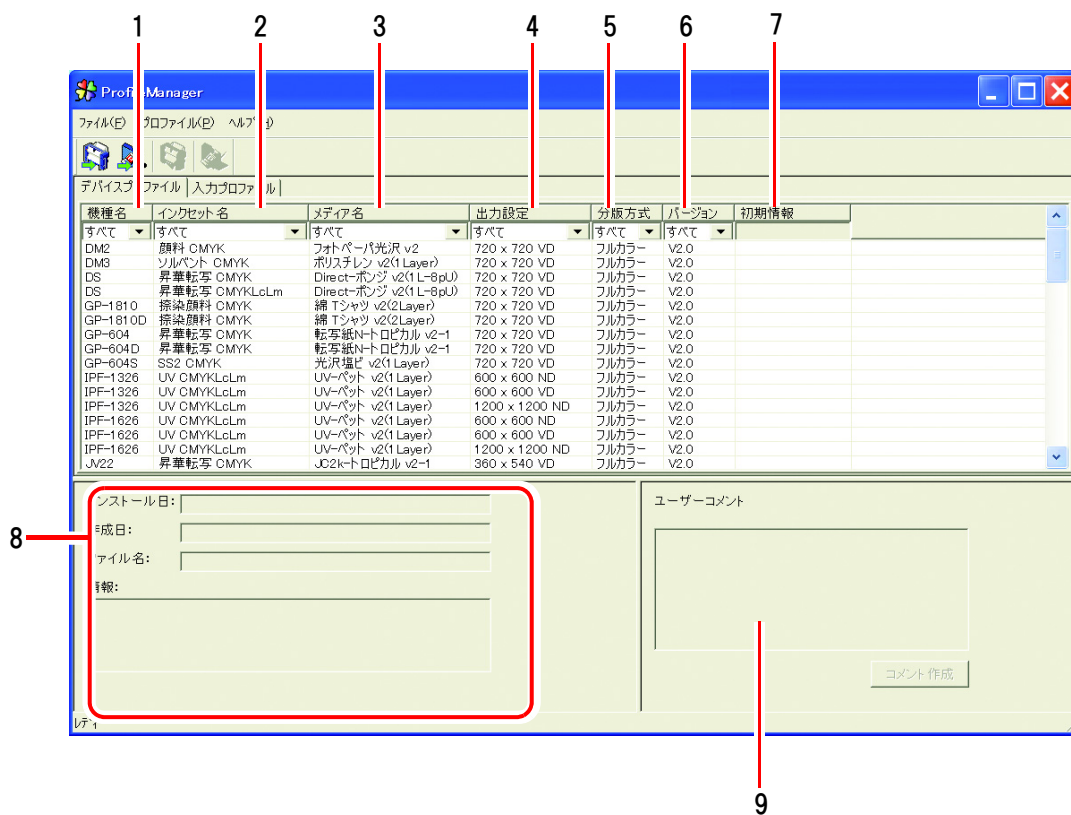 1 2 3 4 5 6 7
ProfileManager
ファイル(F) プロファイル(P) ヘルプ(H)
デバイスプロファイル 入力プロファイル
機種名 インクセット名 メディア名 出力設定 分版方式 バージョン 初期情報
すべて すべて すべて すべて すべて すべて
DM2 顔料 CMYK フォトペーパ光沢 v2 720 x 720 VD フルカラー V2.0
DM3 ソルベント CMYK ポリスチレン v2(1Layer) 720 x 720 VD フルカラー V2.0
DS 昇華転写 CMYK Direct-ポンジ v2(1L-8pU) 720 x 720 VD フルカラー V2.0
DS 昇華転写 CMYKLcLm Direct-ポンジ v2(1L-8pU) 720 x 720 VD フルカラー V2.0
GP-1810 捺染顔料 CMYK 綿 Tシャツ v2(2Layer) 720 x 720 VD フルカラー V2.0
GP-1810D 捺染顔料 CMYK 綿 Tシャツ v2(2Layer) 720 x 720 VD フルカラー V2.0
GP-604 昇華転写 CMYK 転写紙N-トロピカル v2-1 720 x 720 VD フルカラー V2.0
GP-604D 昇華転写 CMYK 転写紙N-トロピカル v2-1 720 x 720 VD フルカラー V2.0
GP-604S SS2 CMYK 光沢塩ビ v2(1Layer) 720 x 720 VD フルカラー V2.0
IPF-1326 UV CMYKLcLm UV-ペット v2(1Layer) 600 x 600 ND フルカラー V2.0
IPF-1326 UV CMYKLcLm UV-ペット v2(1Layer) 600 x 600 VD フルカラー V2.0
IPF-1326 UV CMYKLcLm UV-ペット v2(1Layer) 1200 x 1200 ND フルカラー V2.0
IPF-1626 UV CMYKLcLm UV-ペット v2(1Layer) 600 x 600 ND フルカラー V2.0
IPF-1626 UV CMYKLcLm UV-ペット v2(1Layer) 600 x 600 VD フルカラー V2.0
IPF-1626 UV CMYKLcLm UV-ペット v2(1Layer) 1200 x 1200 ND フルカラー V2.0
JV22 昇華転写 CMYK JC2k-トロピカル v2-1 360 x 540 VD フルカラー V2.0
インストール日: ユーザーコメント
作成日:
8
ファイル名:
情報:
コメント作成
レディ
9